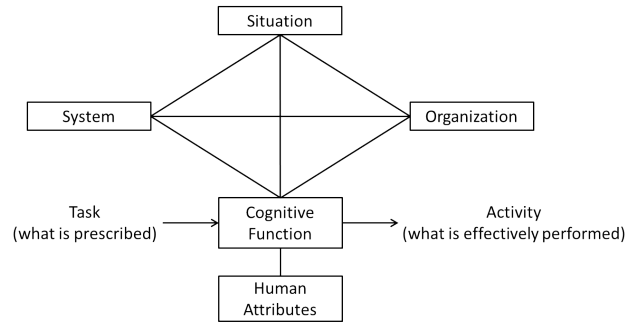 Situation
System
Organization
Task
(what is prescribed)
Cognitive
Function
Activity
(what is effectively performed)
Human
Attributes